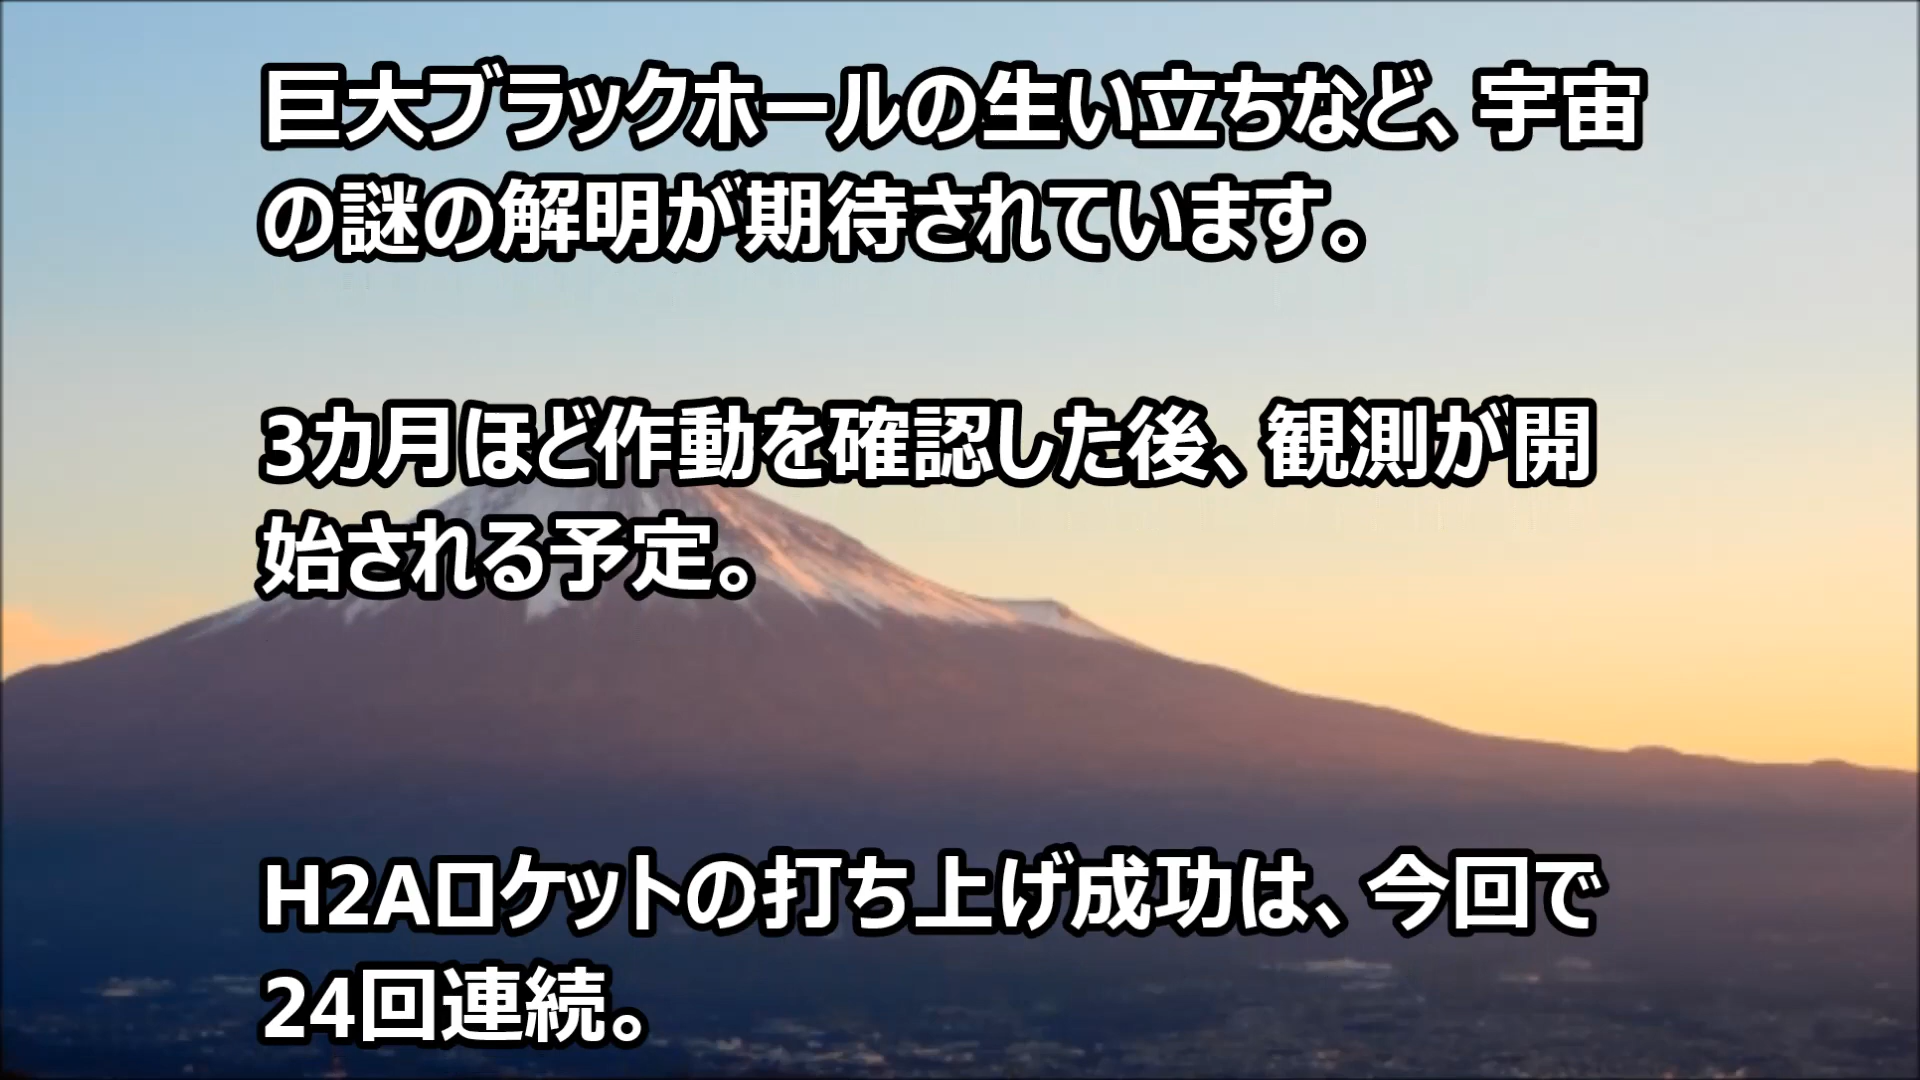 巨大ブラックホールの生い立ちなど、宇宙
の謎の解明が期待されています。
3カ月ほど作動を確認した後、観測が開
始される予定。
H2Aロケットの打ち上げ成功は、今回で
24回連続。